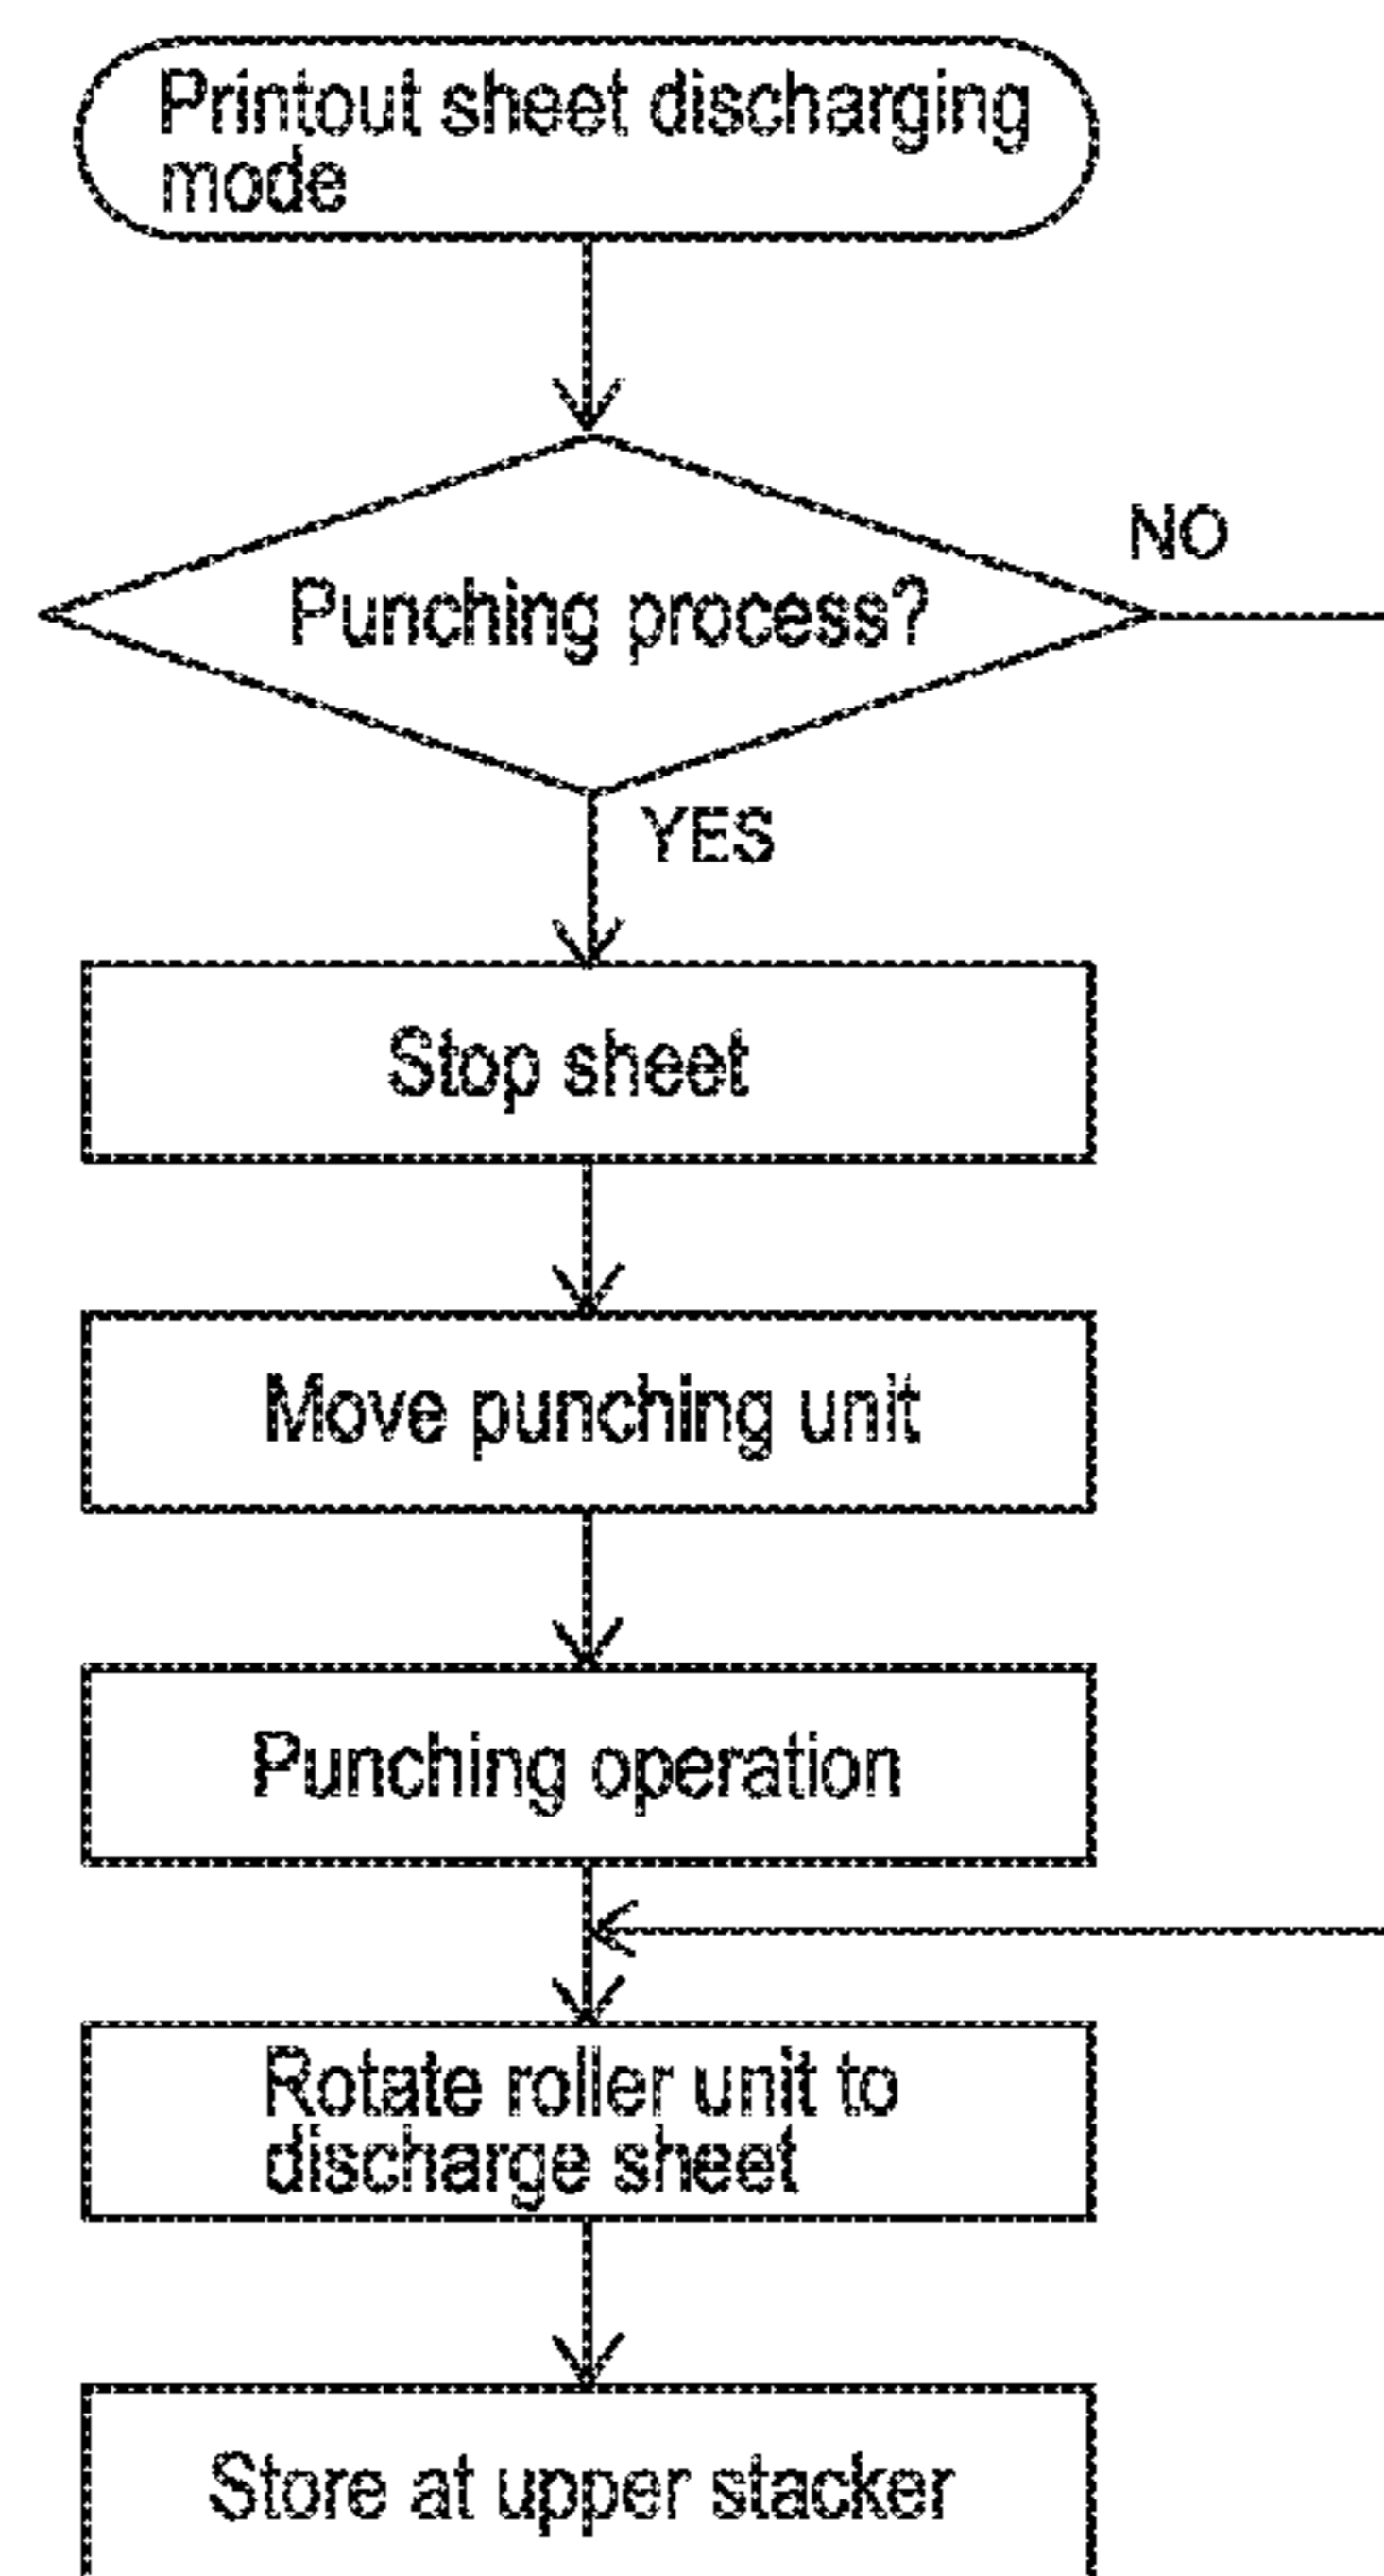 Printout sheet discharging
mode
Punching process?
NO
YES
Stop sheet
Move punching unit
Punching operation
Rotate roller unit to
discharge sheet
Store at upper stacker